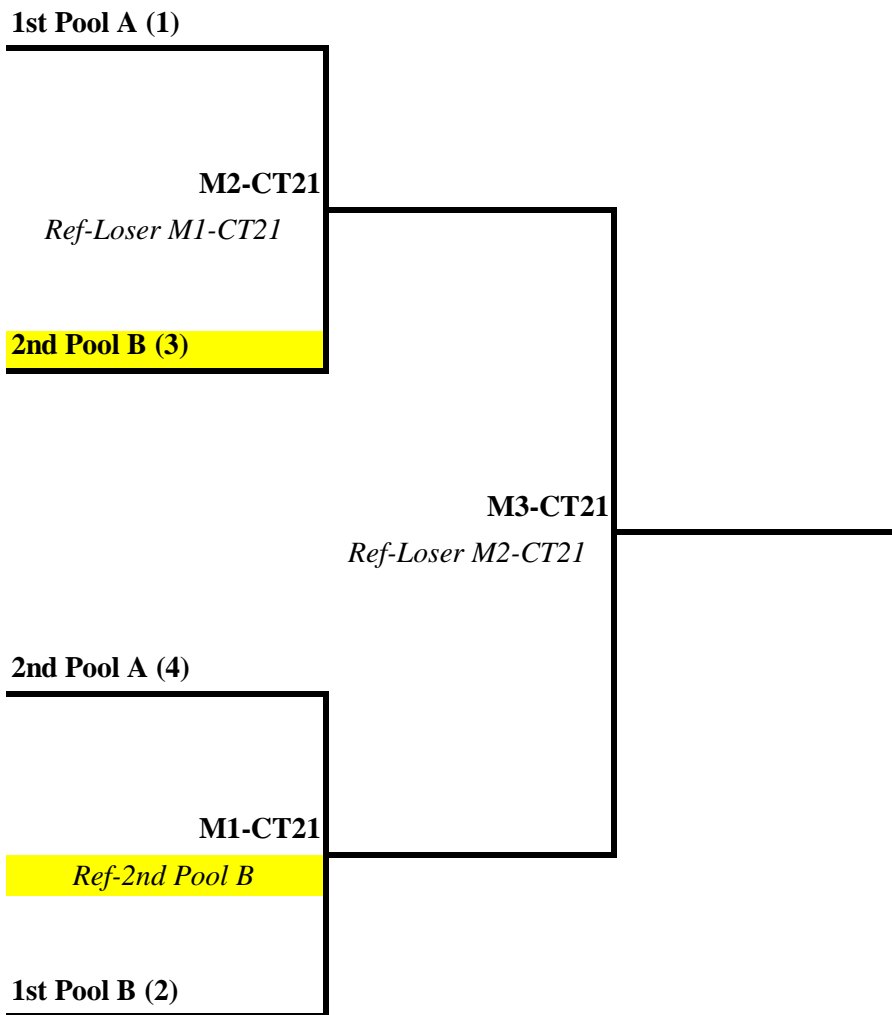 1st Pool A (1)
M2-CT21
Ref-Loser M1-CT21
2nd Pool B (3)
M3-CT21
Ref-Loser M2-CT21
2nd Pool A (4)
M1-CT21
Ref-2nd Pool B
1st Pool B (2)